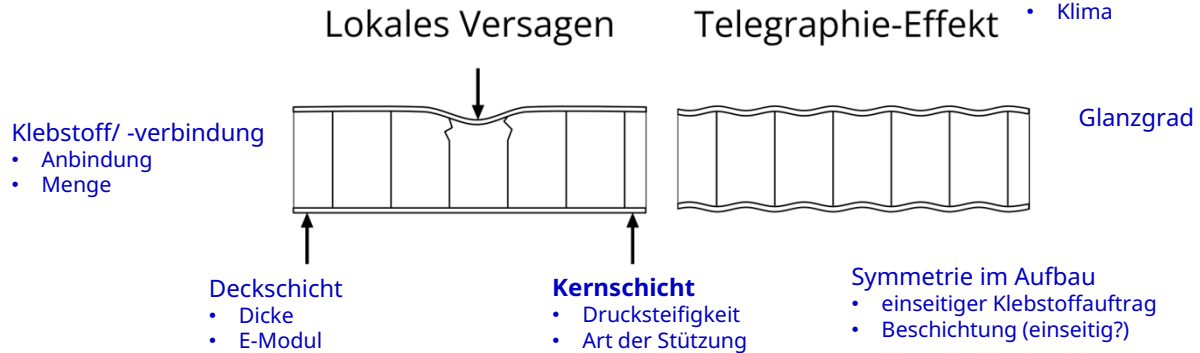 Lokales Versagen
Telegraphie-Effekt
• Klima
Klebstoff/ -verbindung
• Anbindung
• Menge
Glanzgrad
Deckschicht
• Dicke
• E-Modul
Kernschicht
• Drucksteifigkeit
• Art der Stützung
Symmetrie im Aufbau
• einseitiger Klebstoffauftrag
• Beschichtung (einseitig?)